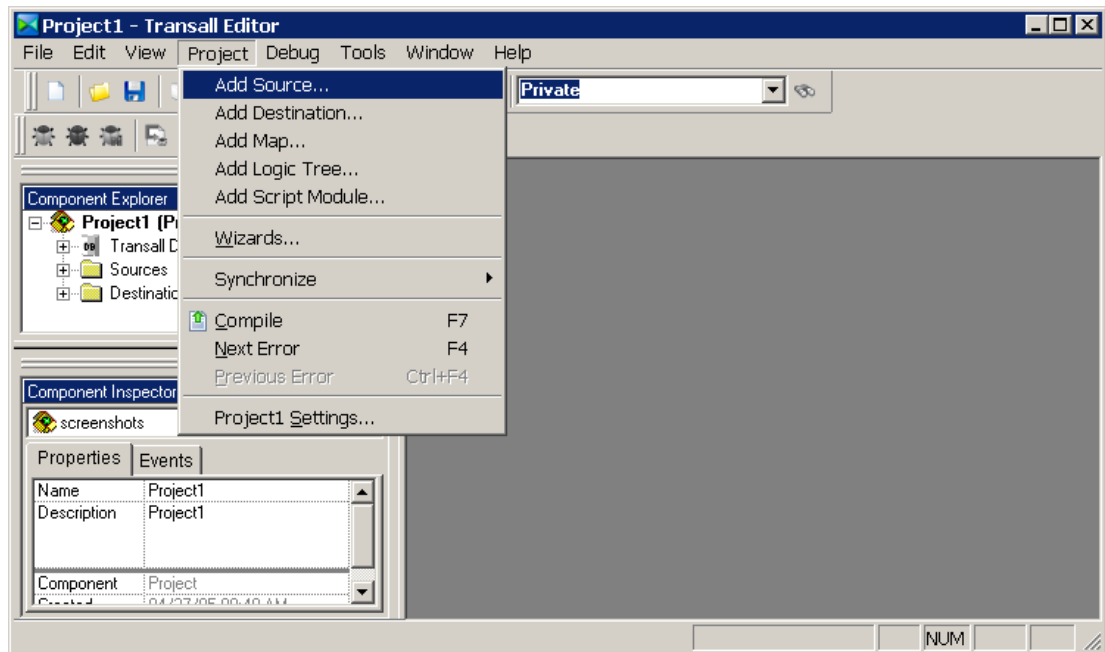 Project1 - Transall Editor
File Edit View Project Debug Tools Window Help
Add Source...
Private
Add Destination...
Add Map...
Add Logic Tree...
Add Script Module...
Wizards...
Synchronize
Compile F7
Next Error F4
Previous Error Ctrl+F4
Project1 Settings...
Component Explorer
Project1
Transall
Sources
Component Inspector
screenshots
Properties Events
Name Project1
Description Project1
Component Project
NUM